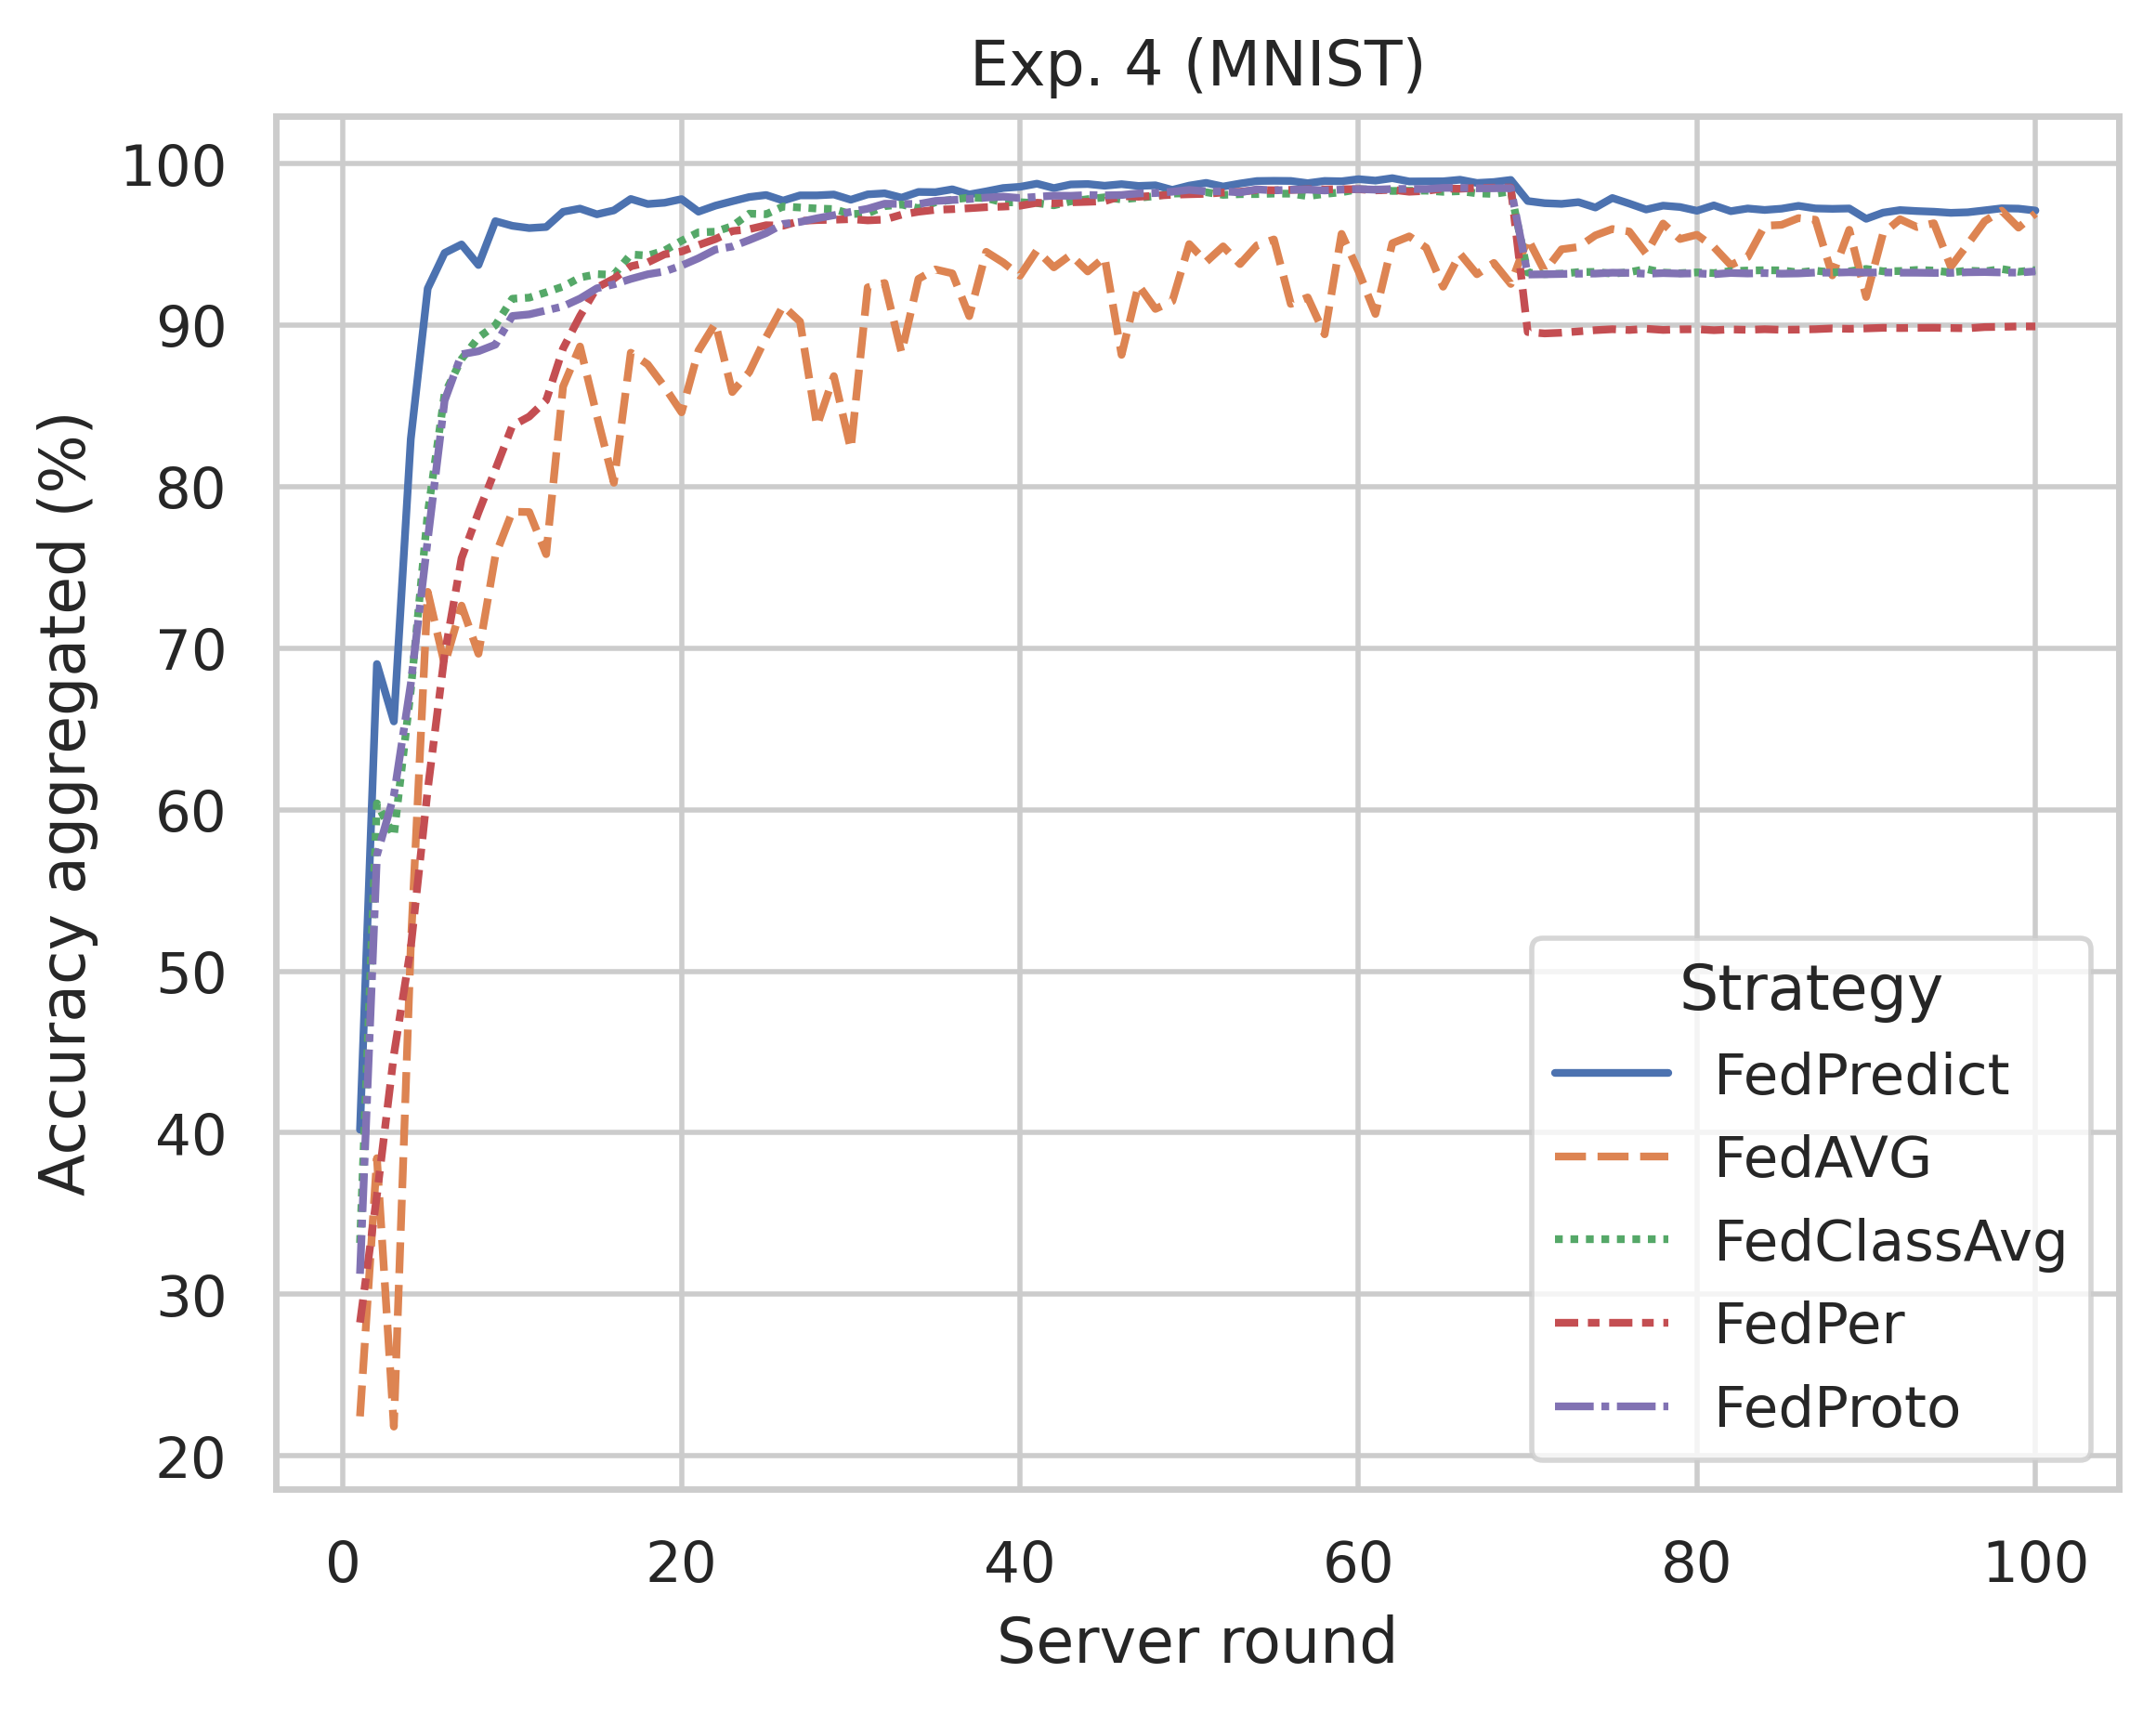 Exp. 4 (MNIST)
Accuracy aggregated (%)
100
90
80
70
60
50
40
30
20
0 20 40 60 80 100
Server round
Strategy
FedPredict
FedAVG
FedClassAvg
FedPer
FedProto